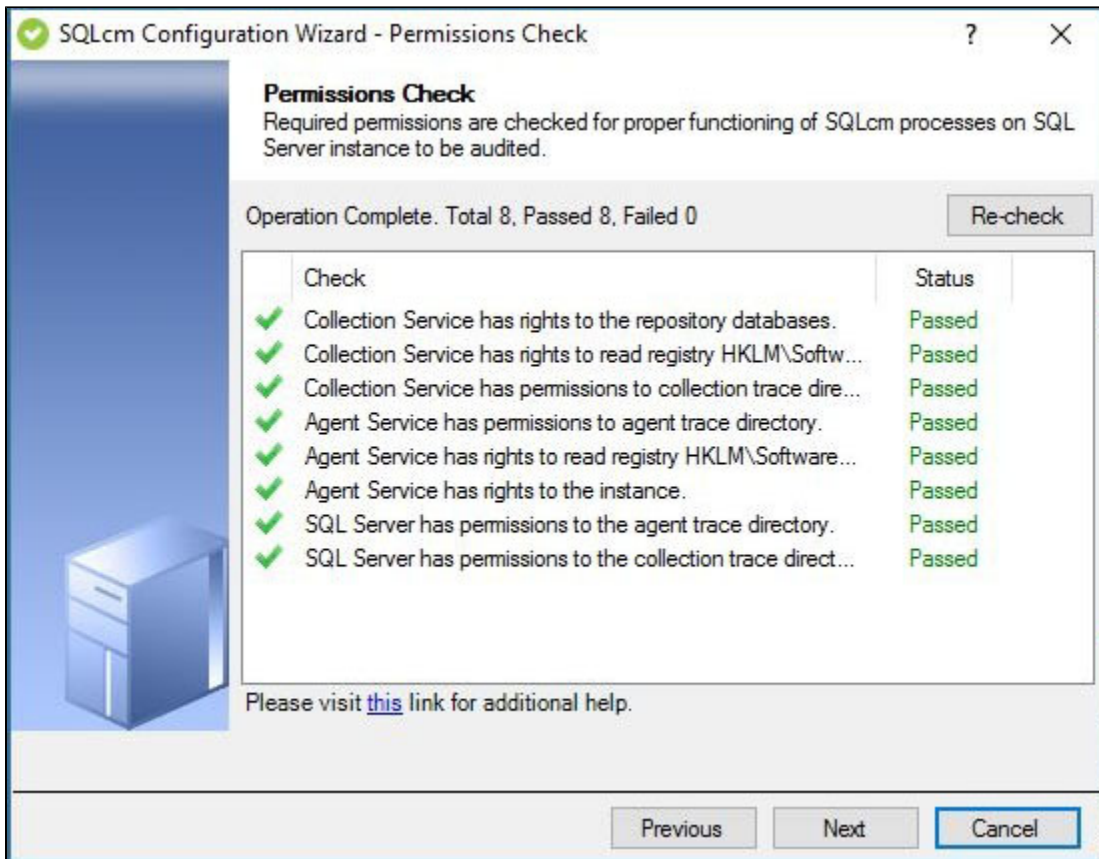 SQLcm Configuration Wizard - Permissions Check
?
Permissions Check
Required permissions are checked for proper functioning of SQLcm processes on SQL
Server instance to be audited.
Operation Complete. Total 8, Passed 8, Failed 0
Re-check
Check Status
Collection Service has rights to the repository databases. Passed
Collection Service has rights to read registry HKLM\Softw... Passed
Collection Service has permissions to collection trace dire... Passed
Agent Service has permissions to agent trace directory. Passed
Agent Service has rights to read registry HKLM\Software... Passed
Agent Service has rights to the instance. Passed
SQL Server has permissions to the agent trace directory. Passed
SQL Server has permissions to the collection trace direct... Passed
Please visit this link for additional help.
Previous Next Cancel